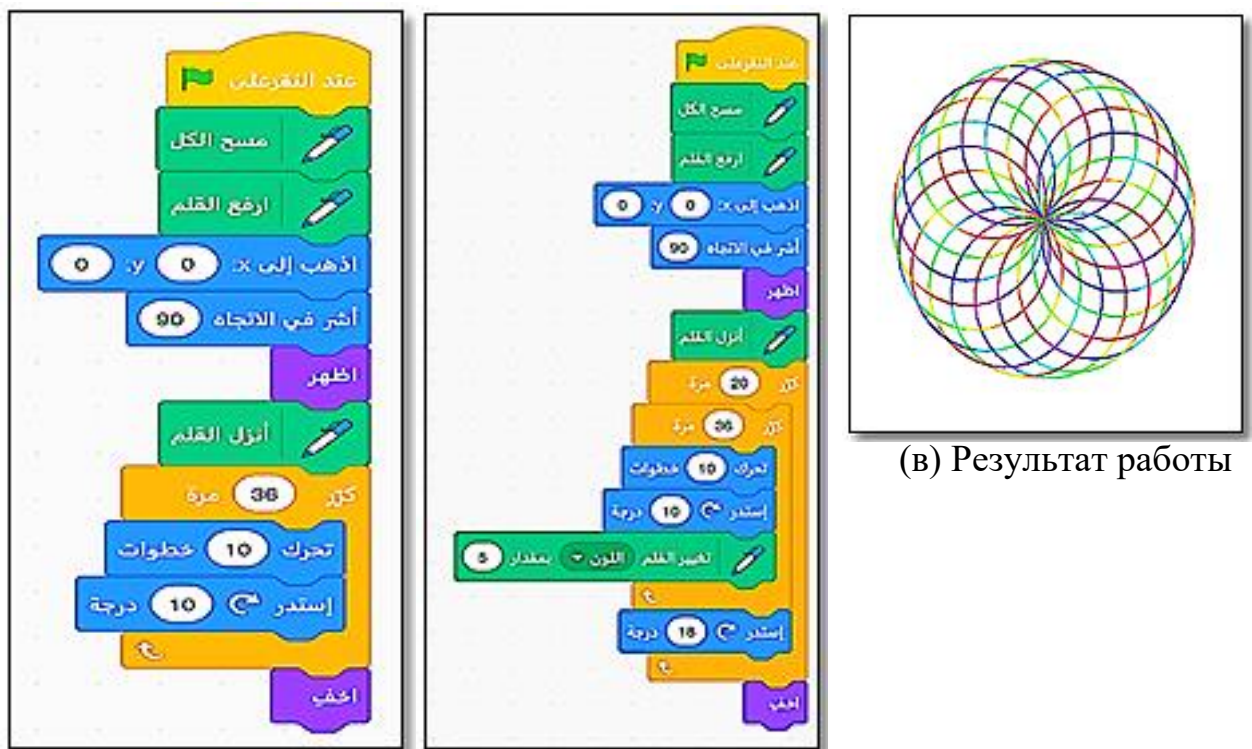 عند النقر على
مسح الكل
ارفع القلم
اذهب إلى x: 0 y: 0
أشر في الاتجاه 90
اظهر
أنزل القلم
كرّر 36 مرة
تحرك 10 خطوات
إستدر 10 درجة
اخف
عند النقر على
مسح الكل
ارفع القلم
اذهب إلى x: 0 y: 0
أشر في الاتجاه 90
اظهر
أنزل القلم
كرّر 20 مرة
كرّر 36 مرة
تحرك 10 خطوات
إستدر 10 درجة
تغيير القلم اللون بمقدار 5
إستدر 18 درجة
اخف
(в) Результат работы